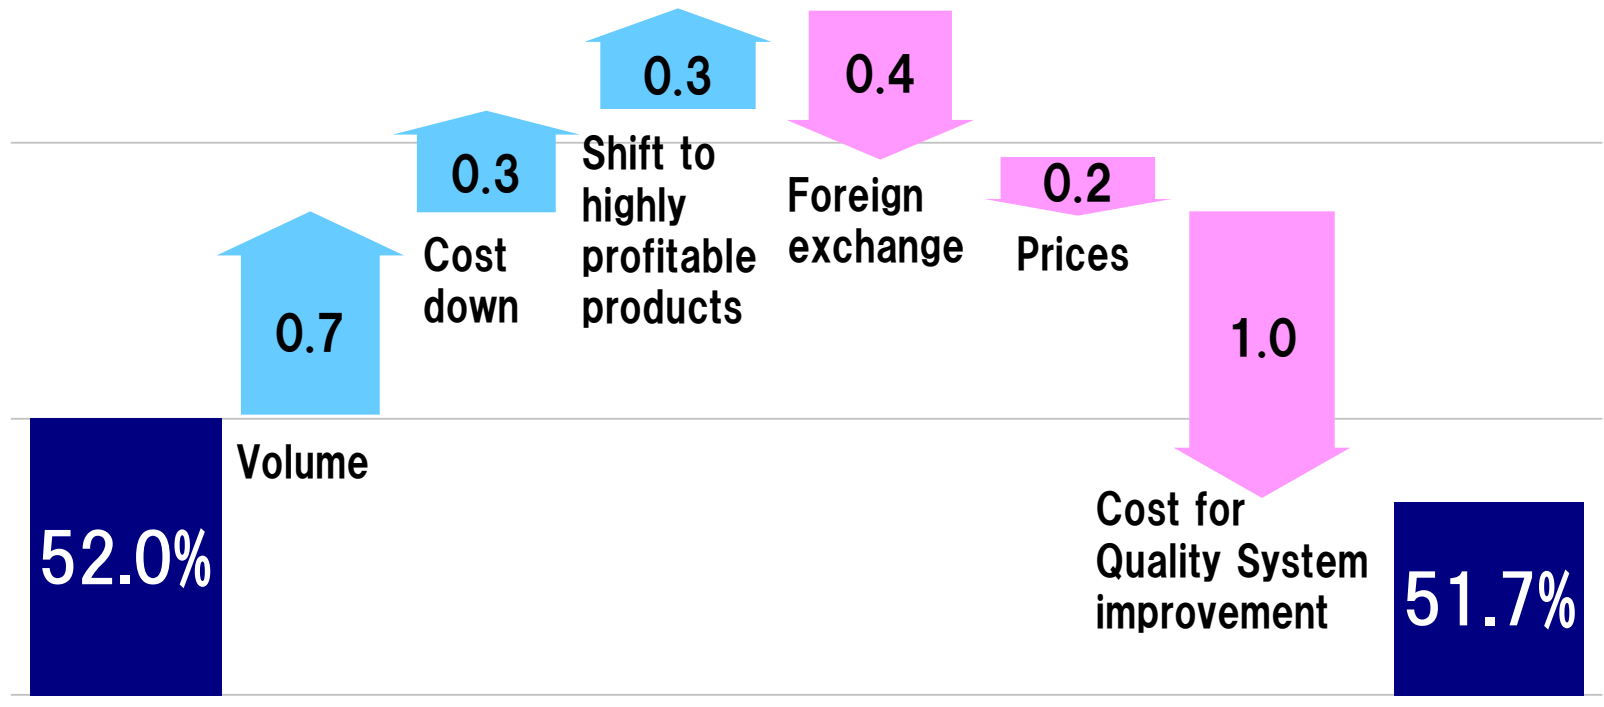 52.0%
0.7
Volume
0.3
Cost
down
0.3
Shift to
highly
profitable
products
0.4
Foreign
exchange
0.2
Prices
1.0
Cost for
Quality System
improvement
51.7%